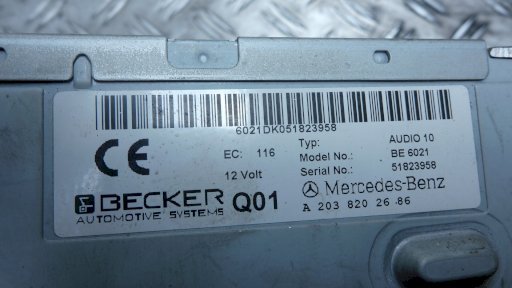 6021DK051823958
CE
EC: 116
Typ: AUDIO 10
Model No.: BE 6021
12 Volt
Serial No.: 51823958
BECKER
AUTOMOTIVE SYSTEMS
Q01
Mercedes-Benz
A 203 820 26 86